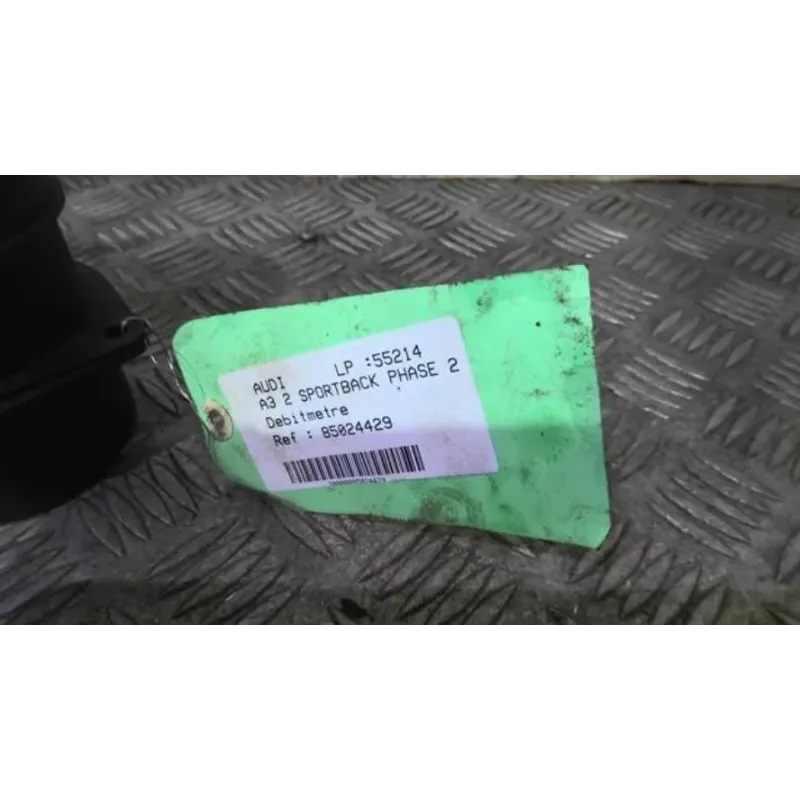 AUDI LP :55214
A3 2 SPORTBACK PHASE 2
Debitmetre
Ref : 85024429